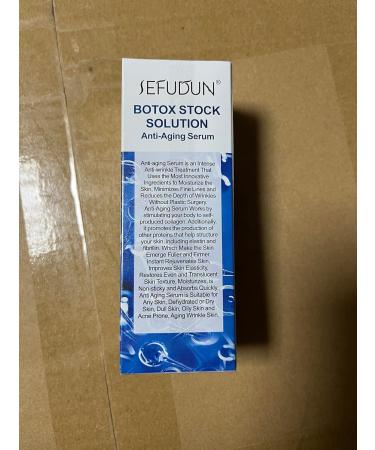 SEFUDUN®
BOTOX STOCK
SOLUTION
Anti-Aging Serum
Anti-aging Serum is an Intense
Anti-wrinkle Treatment That
Uses the Most Innovative
Ingredients to Moisturize the
Skin, Minimizes Fine Lines and
Reduces the Depth of Wrinkles
Without Plastic Surgery.
Anti-Aging Serum Works by
stimulating your body to self-
produced collagen. Additionally,
it promotes the production of
other proteins that help structure
your skin, including elastin and
fibrillin. Which Make the Skin
Emerge Fuller and Firmer.
Instant Rejuvenates Skin,
Improves Skin Elasticity,
Restores Even and Translucent
Skin Texture, Moisturizes, is
Non-sticky and Absorbs Quickly.
Anti Aging Serum is Suitable for
Any Skin, Dehydrated or Dry
Skin, Dull Skin, Oily Skin and
Acne Prone, Aging Wrinkle Skin.